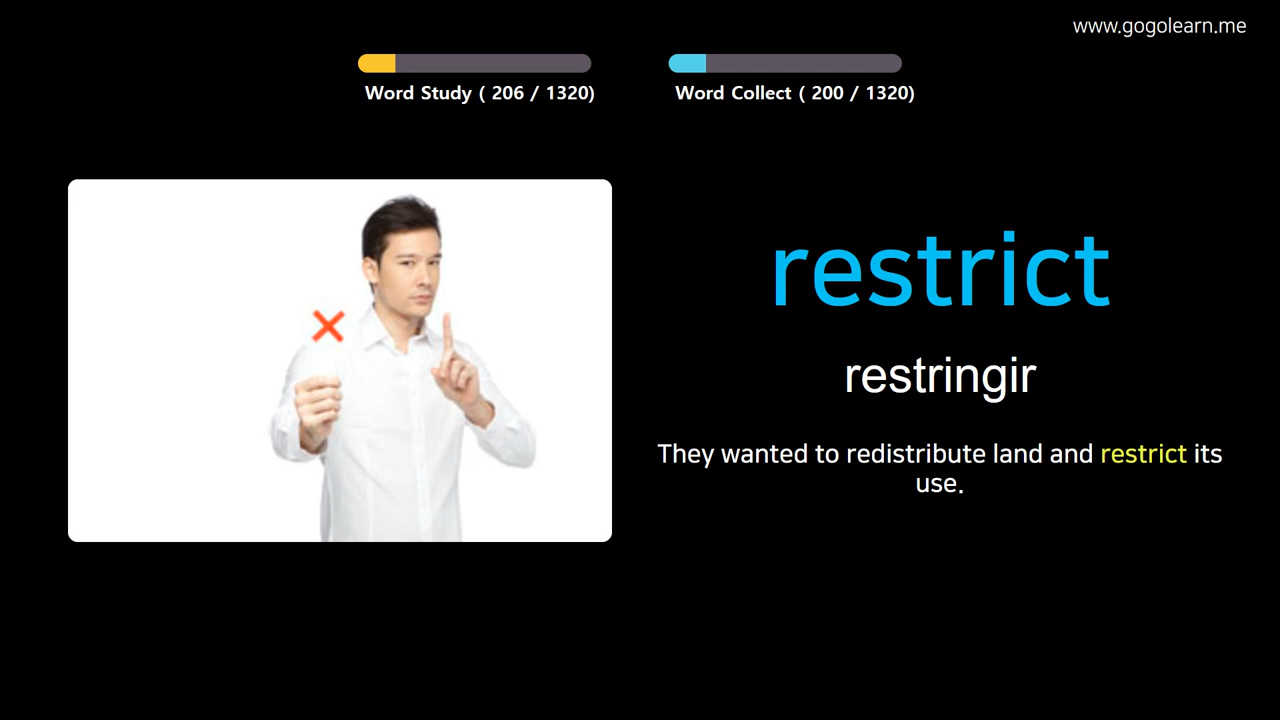 www.gogolearn.me
Word Study ( 206 / 1320)
Word Collect ( 200 / 1320)
restrict
restringir
They wanted to redistribute land and restrict its
use.